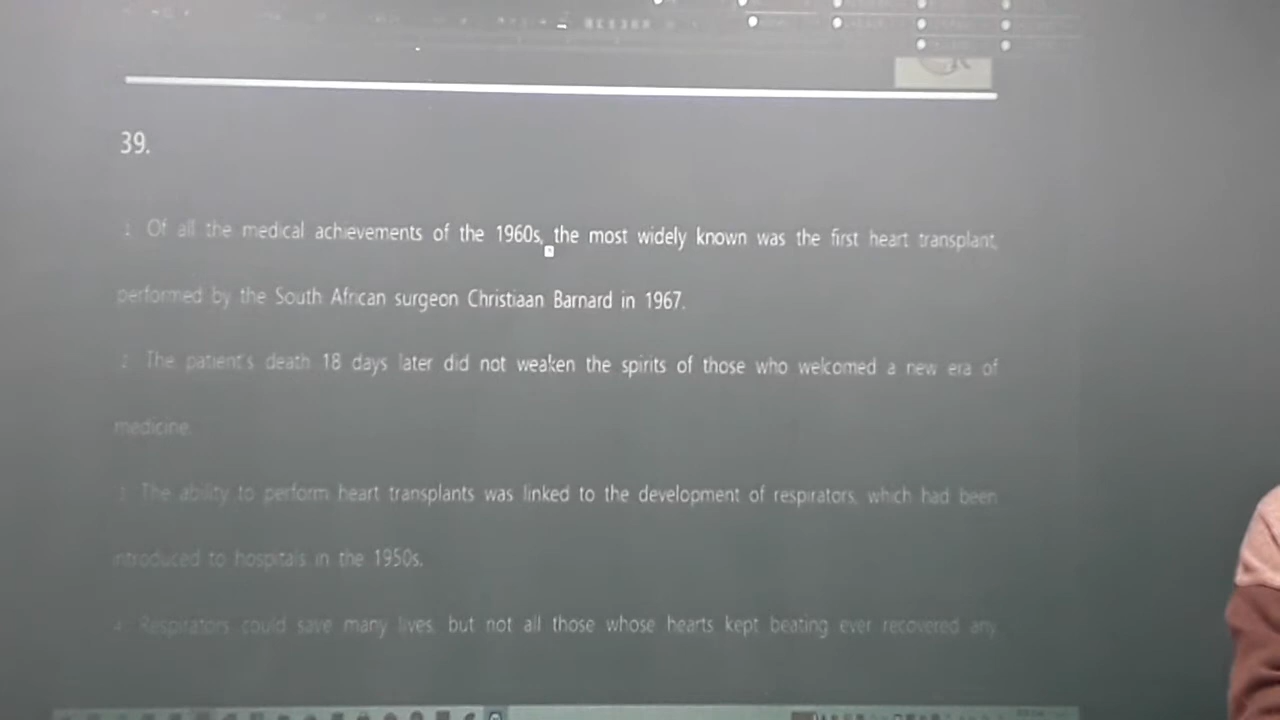 39.
1 Of all the medical achievements of the 1960s, the most widely known was the first heart transplant,
performed by the South African surgeon Christiaan Barnard in 1967.
2 The patient's death 18 days later did not weaken the spirits of those who welcomed a new era of
medicine.
3 The ability to perform heart transplants was linked to the development of respirators, which had been
introduced to hospitals in the 1950s.
4 Respirators could save many lives, but not all those whose hearts kept beating ever recovered any